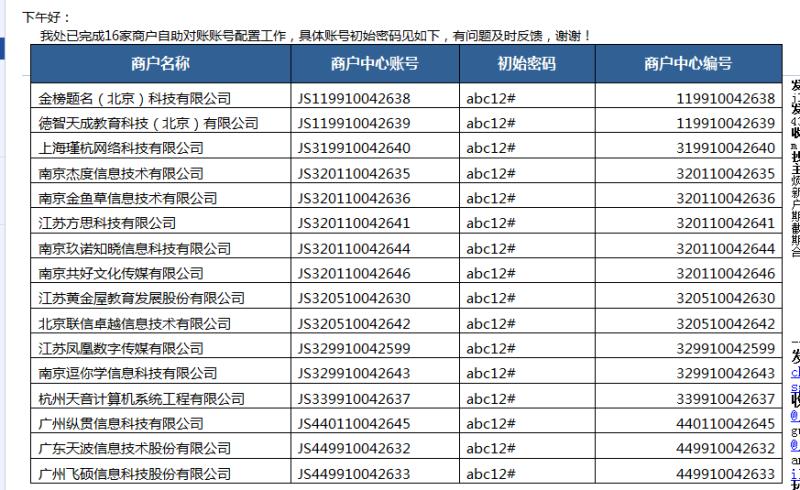 下午好：
我处已完成16家商户自助对账账号配置工作，具体账号初始密码见如下，有问题及时反馈，谢谢！
商户名称 商户中心账号 初始密码 商户中心编号
金榜题名（北京）科技有限公司 JS119910042638 abc12# 119910042638
德智天成教育科技（北京）有限公司 JS119910042639 abc12# 119910042639
上海瑾杭网络科技有限公司 JS319910042640 abc12# 319910042640
南京杰度信息技术有限公司 JS320110042635 abc12# 320110042635
南京金鱼草信息技术有限公司 JS320110042636 abc12# 320110042636
江苏方思科技有限公司 JS320110042641 abc12# 320110042641
南京玖诺知晓信息科技有限公司 JS320110042644 abc12# 320110042644
南京共好文化传媒有限公司 JS320110042646 abc12# 320110042646
江苏黄金屋教育发展股份有限公司 JS320510042630 abc12# 320510042630
北京联信卓越信息技术有限公司 JS320510042642 abc12# 320510042642
江苏凤凰数字传媒有限公司 JS329910042599 abc12# 329910042599
南京逗你学信息科技有限公司 JS329910042643 abc12# 329910042643
杭州天音计算机系统工程有限公司 JS339910042637 abc12# 339910042637
广州纵贯信息科技有限公司 JS440110042645 abc12# 440110042645
广东天波信息技术股份有限公司 JS449910042632 abc12# 449910042632
广州飞硕信息科技股份有限公司 JS449910042633 abc12# 449910042633